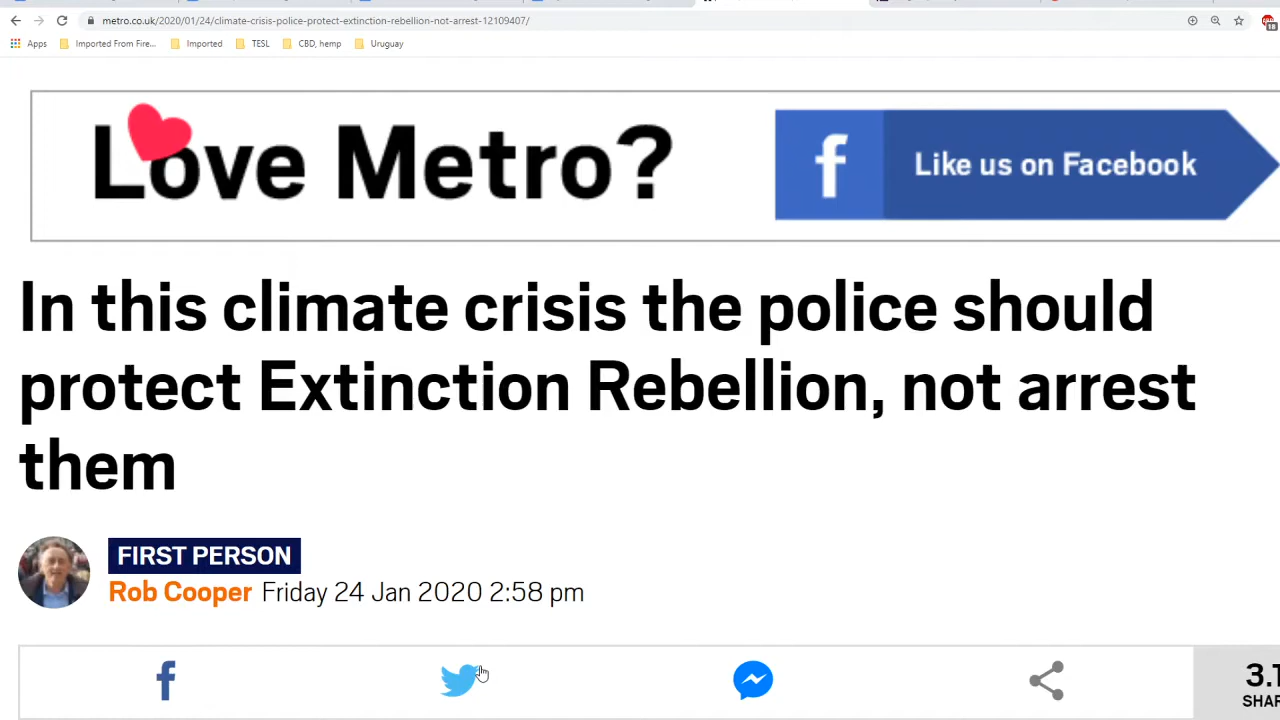 metro.co.uk/2020/01/24/climate-crisis-police-protect-extinction-rebellion-not-arrest-12109407/
18
Apps Imported From Fire... Imported TESL CBD, hemp Uruguay
Love Metro?
f Like us on Facebook
In this climate crisis the police should
protect Extinction Rebellion, not arrest
them
FIRST PERSON
Rob Cooper Friday 24 Jan 2020 2:58 pm